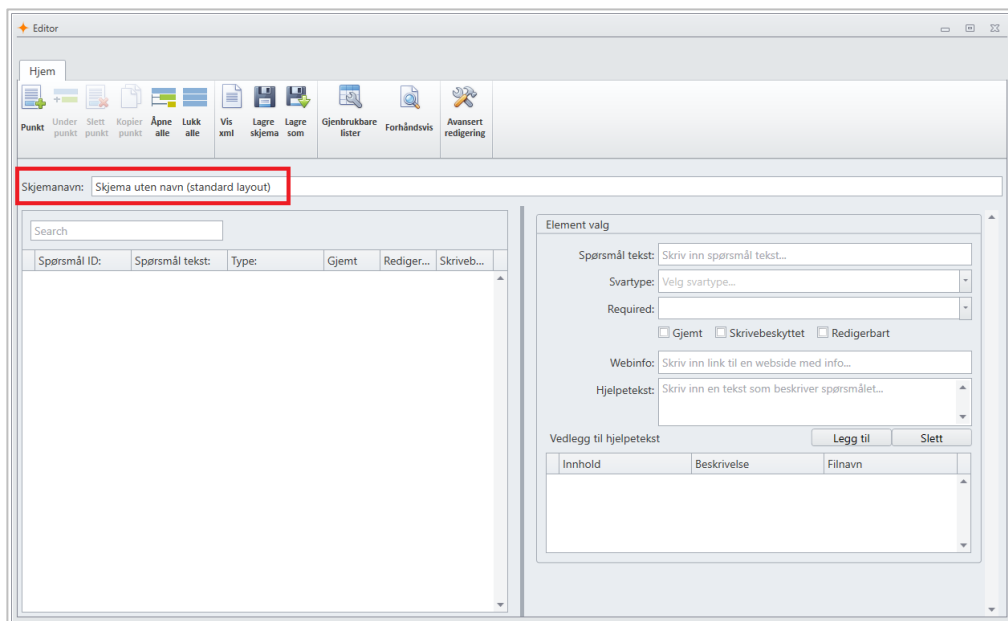 Editor
Hjem
Punkt
Under punkt
Slett punkt
Kopier punkt
Åpne alle
Lukk alle
Vis xml
Lagre skjema
Lagre som
Gjenbrukbare lister
Forhåndsvis
Avansert redigering
Skjemanavn: Skjema uten navn (standard layout)
Search
Spørsmål ID: Spørsmål tekst: Type: Gjemt Rediger... Skriveb...
Element valg
Spørsmål tekst: Skriv inn spørsmål tekst...
Svartype: Velg svartype...
Required:
Gjemt Skrivebeskyttet Redigerbart
Webinfo: Skriv inn link til en webside med info...
Hjelpetekst: Skriv inn en tekst som beskriver spørsmålet...
Vedlegg til hjelpetekst Legg til Slett
Innhold Beskrivelse Filnavn